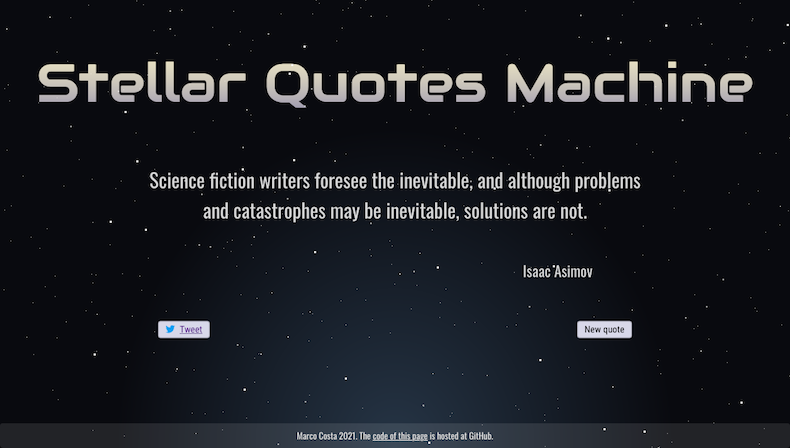 Stellar Quotes Machine
Science fiction writers foresee the inevitable, and although problems
and catastrophes may be inevitable, solutions are not.
Isaac Asimov
Tweet
New quote
Marco Costa 2021. The code of this page is hosted at GitHub.